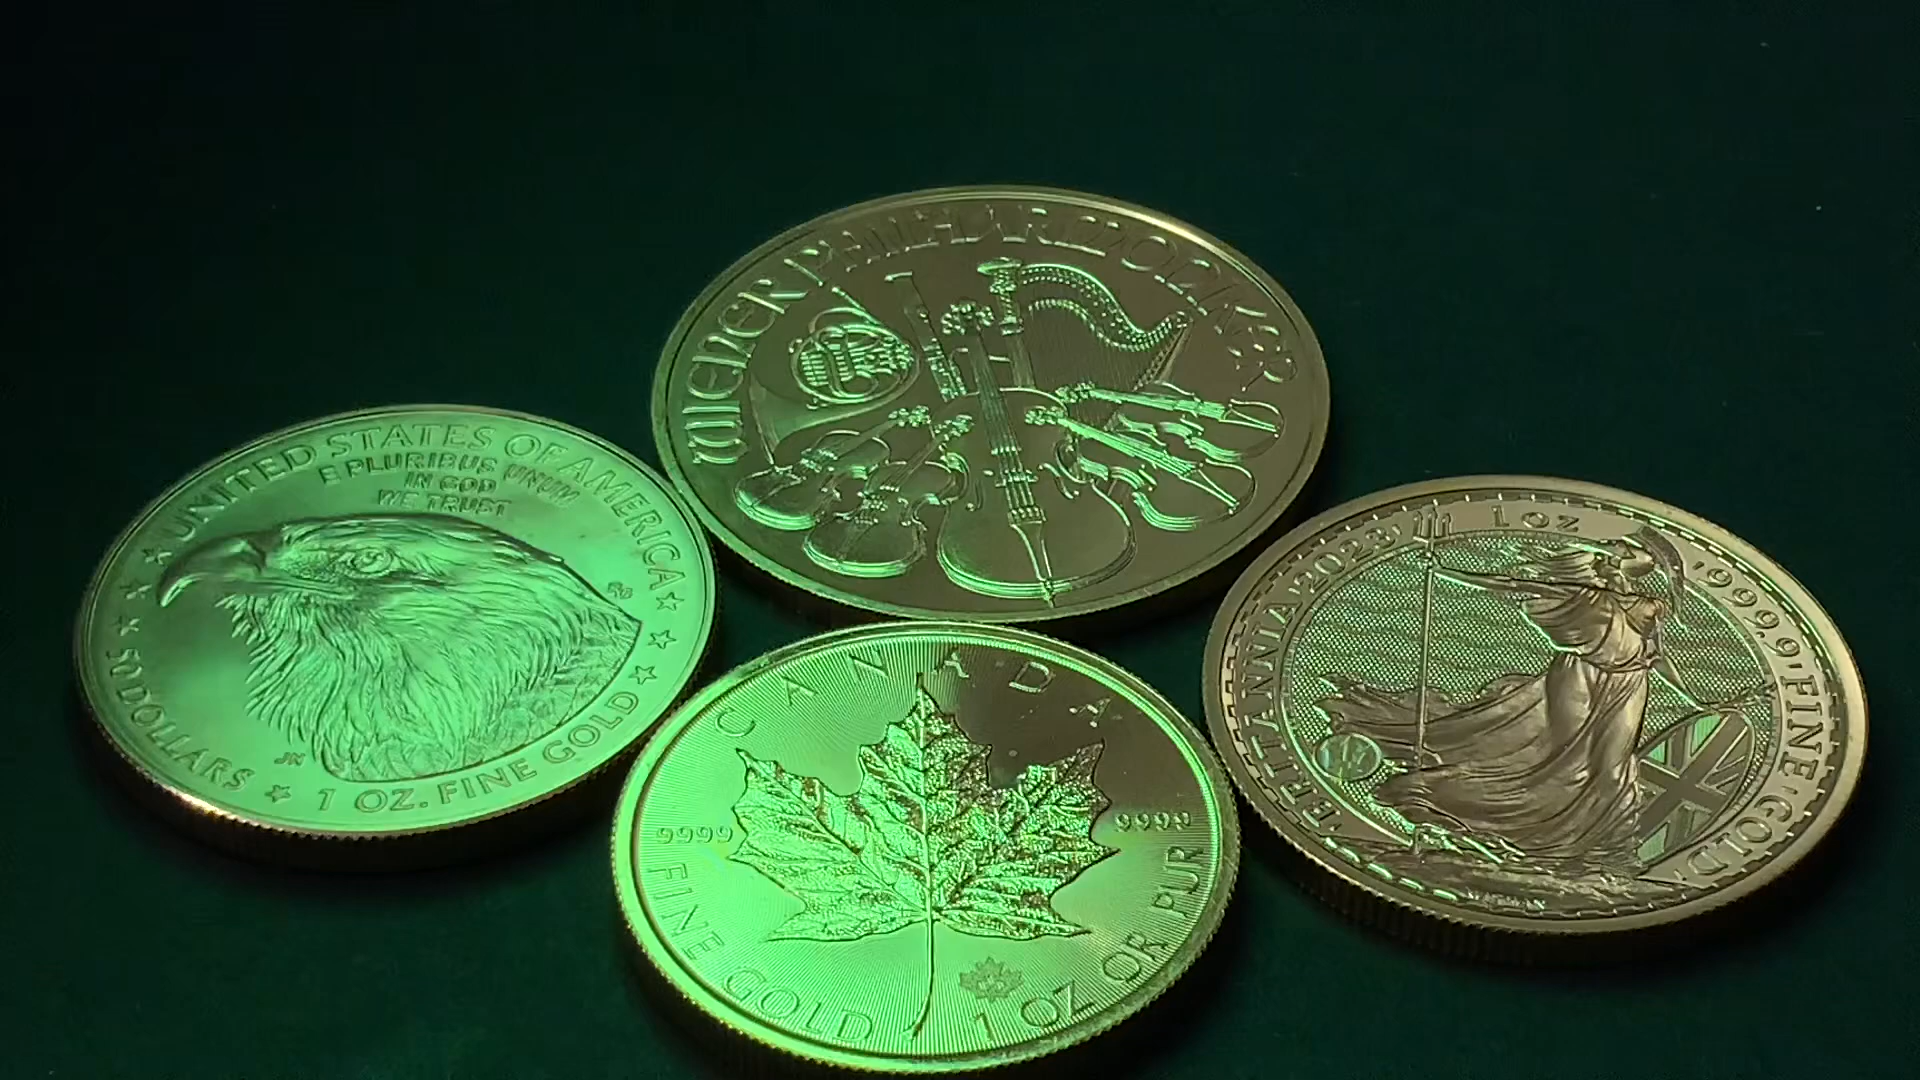 WIENER PHILHARMONIKER
UNITED STATES OF AMERICA
E PLURIBUS UNUM
IN GOD
WE TRUST
50 DOLLARS
1 OZ. FINE GOLD
JM
CANADA
9999
9999
FINE GOLD 1 OZ OR PUR
BRITANNIA 2023 1 OZ 999.9 FINE GOLD